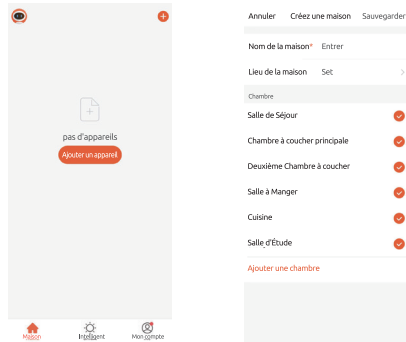 pas d'appareils
Ajouter un appareil
Maison
Intelligent
Mon compte
Annuler
Créez une maison
Sauvegarder
Nom de la maison*
Entrer
Lieu de la maison
Set
Chambre
Salle de Séjour
Chambre à coucher principale
Deuxième Chambre à coucher
Salle à Manger
Cuisine
Salle d'Étude
Ajouter une chambre